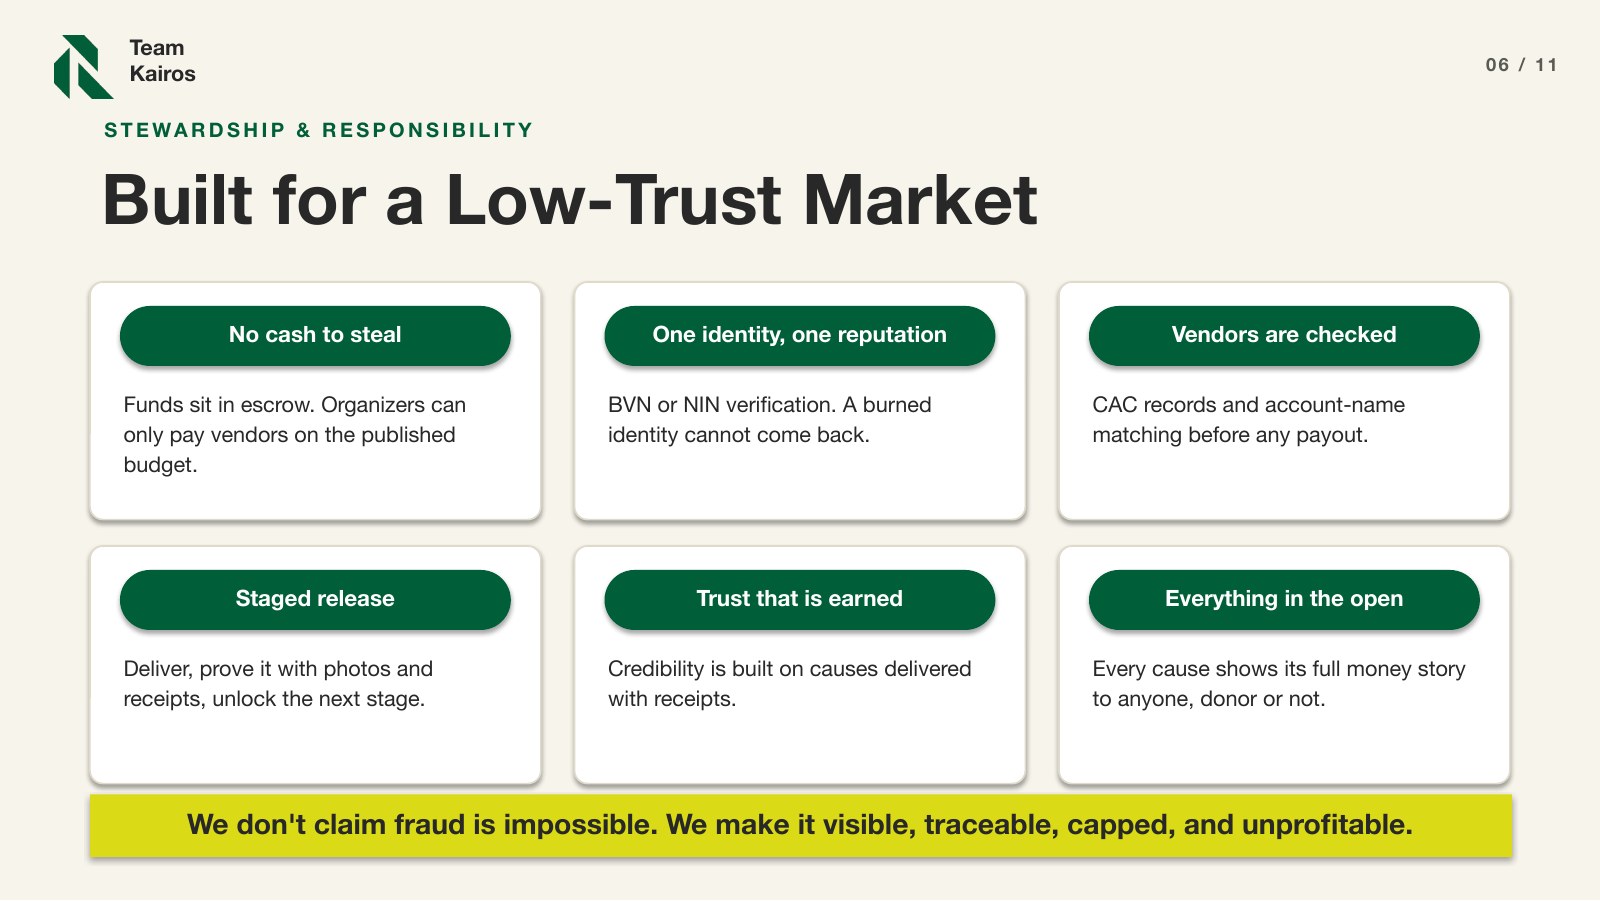 Team
Kairos
06 / 11
STEWARDSHIP & RESPONSIBILITY
Built for a Low-Trust Market
No cash to steal
Funds sit in escrow. Organizers can
only pay vendors on the published
budget.
One identity, one reputation
BVN or NIN verification. A burned
identity cannot come back.
Vendors are checked
CAC records and account-name
matching before any payout.
Staged release
Deliver, prove it with photos and
receipts, unlock the next stage.
Trust that is earned
Credibility is built on causes delivered
with receipts.
Everything in the open
Every cause shows its full money story
to anyone, donor or not.
We don't claim fraud is impossible. We make it visible, traceable, capped, and unprofitable.